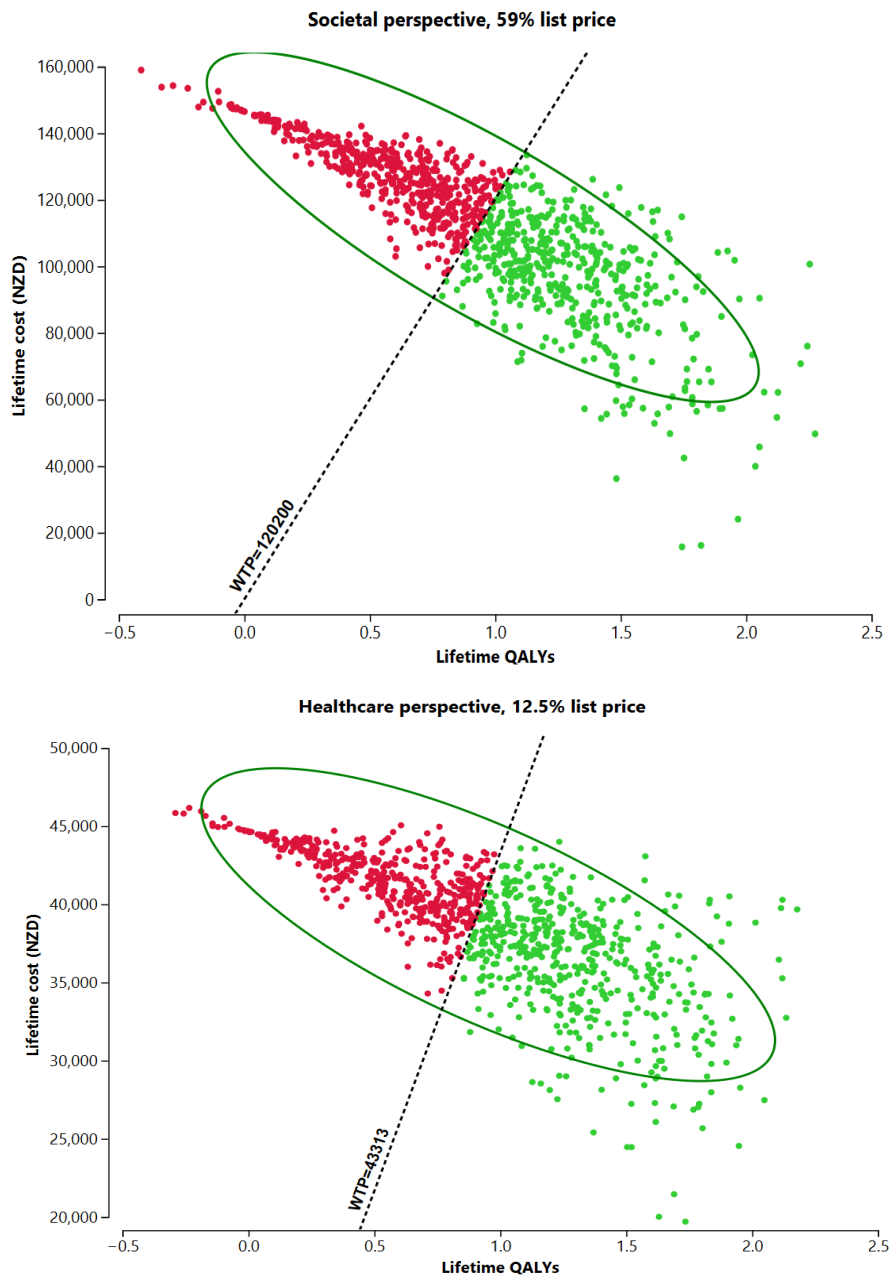 Societal perspective, 59% list price
160,000
140,000
120,000
100,000
80,000
60,000
40,000
20,000
0
Lifetime cost (NZD)
WTP=120200
−0.5 0.0 0.5 1.0 1.5 2.0 2.5
Lifetime QALYs
Healthcare perspective, 12.5% list price
50,000
45,000
40,000
35,000
30,000
25,000
20,000
Lifetime cost (NZD)
WTP=43313
−0.5 0.0 0.5 1.0 1.5 2.0 2.5
Lifetime QALYs